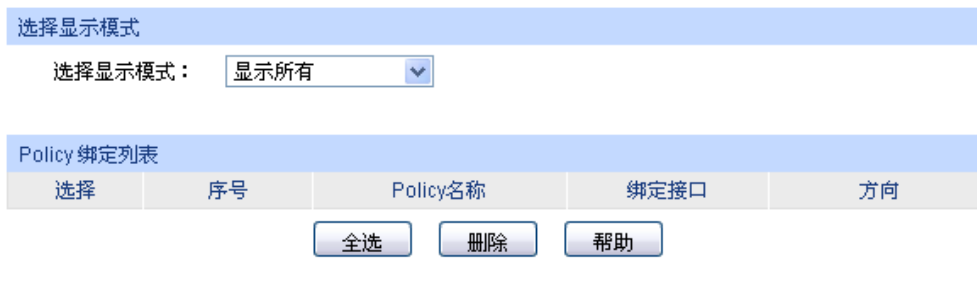 选择显示模式
选择显示模式： 显示所有
Policy 绑定列表
选择 序号 Policy名称 绑定接口 方向
全选 删除 帮助